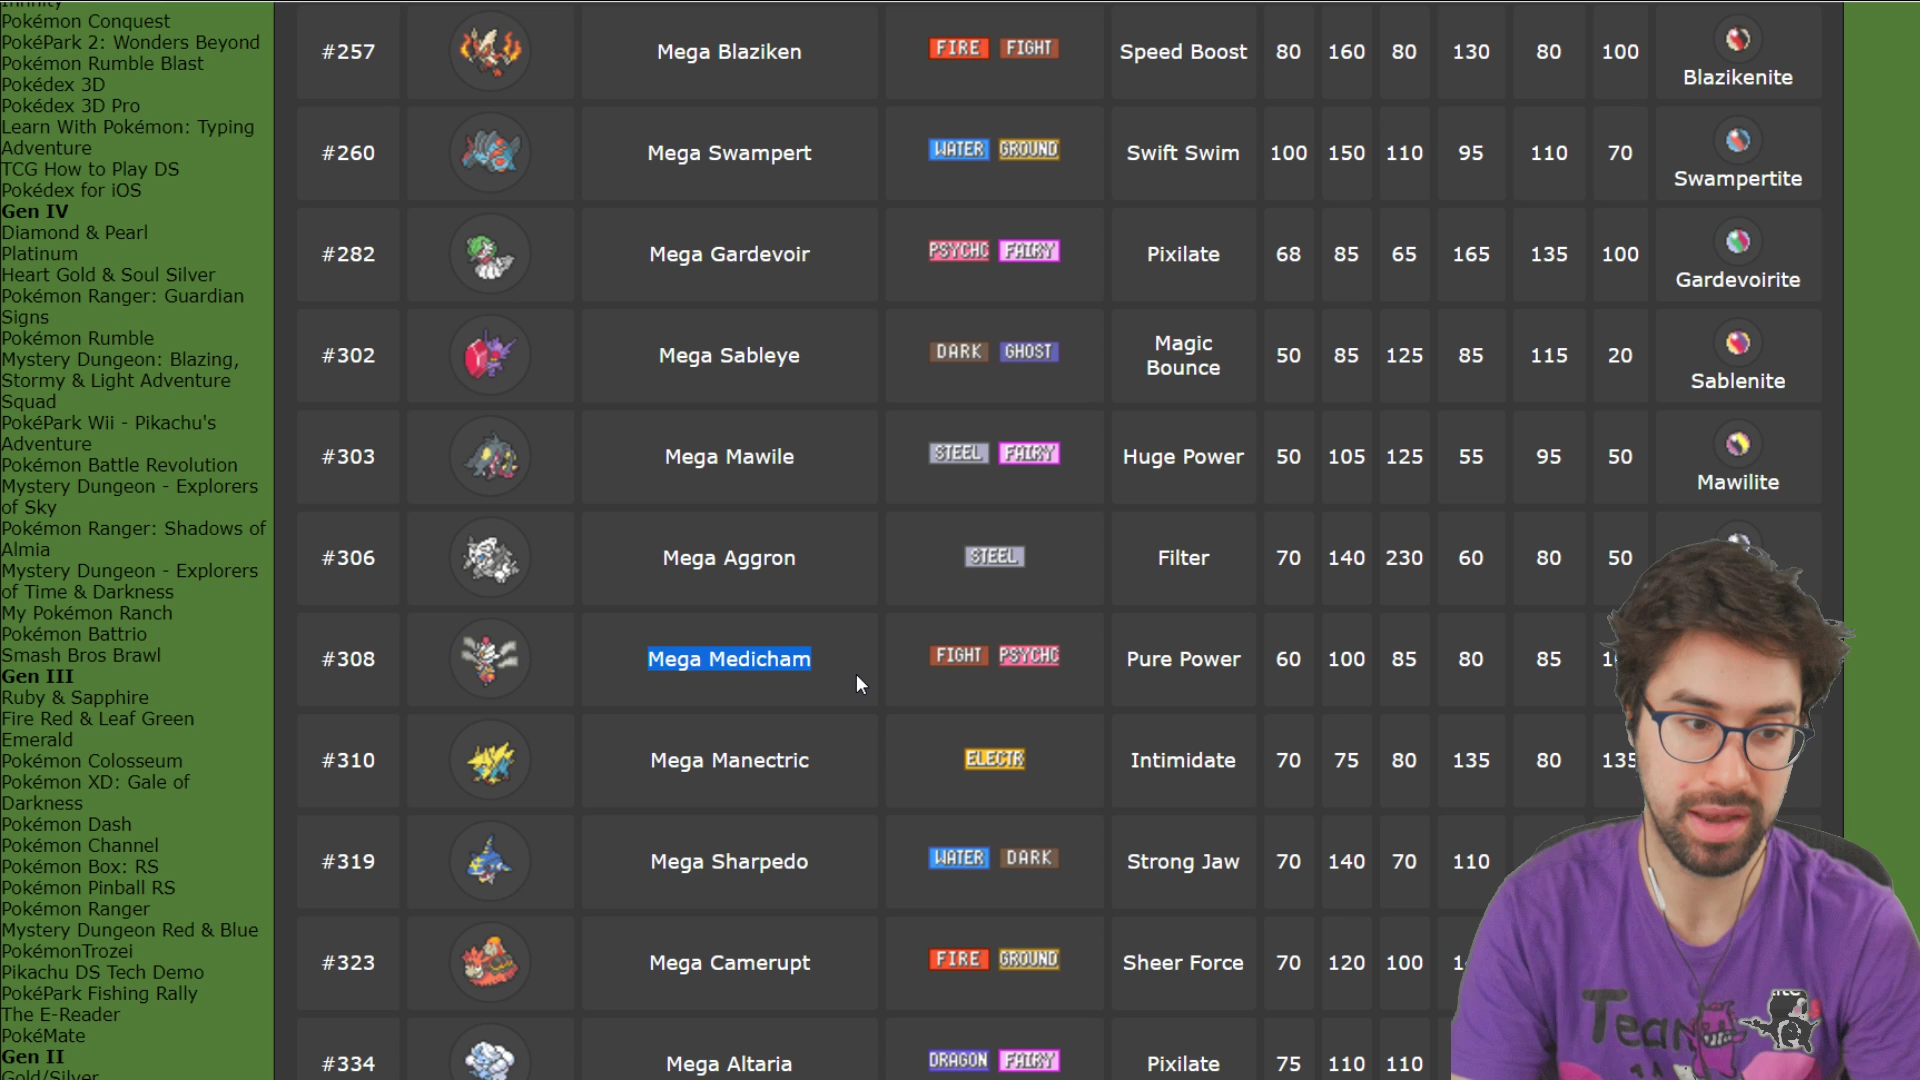 Infinity
Pokémon Conquest
PokéPark 2: Wonders Beyond
Pokémon Rumble Blast
Pokédex 3D
Pokédex 3D Pro
Learn With Pokémon: Typing
Adventure
TCG How to Play DS
Pokédex for iOS
Gen IV
Diamond & Pearl
Platinum
Heart Gold & Soul Silver
Pokémon Ranger: Guardian
Signs
Pokémon Rumble
Mystery Dungeon: Blazing,
Stormy & Light Adventure
Squad
PokéPark Wii - Pikachu's
Adventure
Pokémon Battle Revolution
Mystery Dungeon - Explorers
of Sky
Pokémon Ranger: Shadows of
Almia
Mystery Dungeon - Explorers
of Time & Darkness
My Pokémon Ranch
Pokémon Battrio
Smash Bros Brawl
Gen III
Ruby & Sapphire
Fire Red & Leaf Green
Emerald
Pokémon Colosseum
Pokémon XD: Gale of
Darkness
Pokémon Dash
Pokémon Channel
Pokémon Box: RS
Pokémon Pinball RS
Pokémon Ranger
Mystery Dungeon Red & Blue
PokémonTrozei
Pikachu DS Tech Demo
PokéPark Fishing Rally
The E-Reader
PokéMate
Gen II
Gold/Silver
#257 Mega Blaziken FIRE FIGHT Speed Boost 80 160 80 130 80 100 Blazikenite
#260 Mega Swampert WATER GROUND Swift Swim 100 150 110 95 110 70 Swampertite
#282 Mega Gardevoir PSYCHC FAIRY Pixilate 68 85 65 165 135 100 Gardevoirite
#302 Mega Sableye DARK GHOST Magic Bounce 50 85 125 85 115 20 Sablenite
#303 Mega Mawile STEEL FAIRY Huge Power 50 105 125 55 95 50 Mawilite
#306 Mega Aggron STEEL Filter 70 140 230 60 80 50
#308 Mega Medicham FIGHT PSYCHC Pure Power 60 100 85 80 85
#310 Mega Manectric ELECTR Intimidate 70 75 80 135 80 135
#319 Mega Sharpedo WATER DARK Strong Jaw 70 140 70 110
#323 Mega Camerupt FIRE GROUND Sheer Force 70 120 100
#334 Mega Altaria DRAGON FAIRY Pixilate 75 110 110
Team